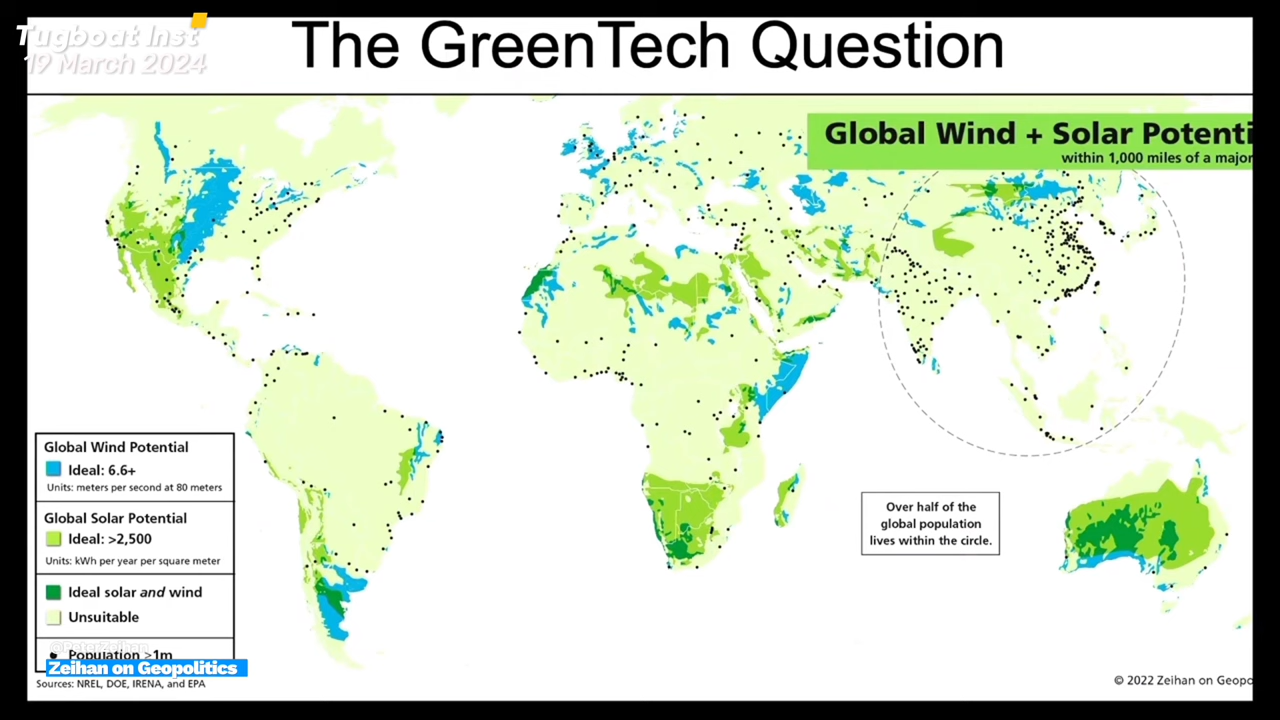 Tugboat Inst
19 March 2024
The GreenTech Question
Global Wind + Solar Potenti
within 1,000 miles of a major
Global Wind Potential
Ideal: 6.6+
Units: meters per second at 80 meters
Global Solar Potential
Ideal: >2,500
Units: kWh per year per square meter
Ideal solar and wind
Unsuitable
@PeterZeihan
Population >1m
Zeihan on Geopolitics
Sources: NREL, DOE, IRENA, and EPA
Over half of the
global population
lives within the circle.
© 2022 Zeihan on Geopo